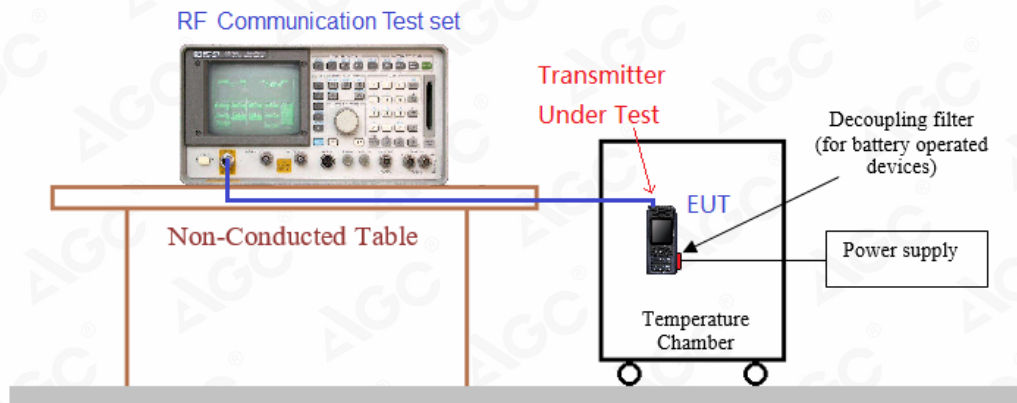 RF Communication Test set
Transmitter
Under Test
Decoupling filter
(for battery operated
devices)
EUT
Non-Conducted Table
Power supply
Temperature
Chamber
AGC